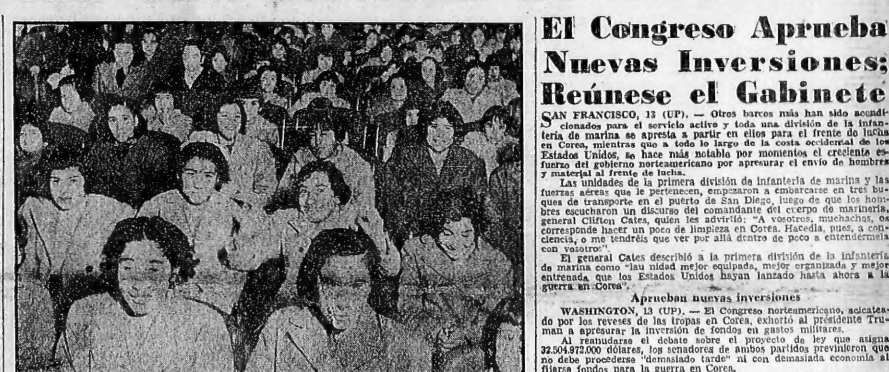 El Congreso Aprueba
Nuevas Inversiones;
Reúnese el Gabinete
SAN FRANCISCO, 13 (UP). — Otros barcos más han sido acondi-
cionados para el servicio activo y toda una división de la infan-
tería de marina se apresta a partir en ellos para el frente de lucha
en Corea, mientras que a todo lo largo de la costa occidental de los
Estados Unidos, se hace más notable por momentos el creciente es-
fuerzo del gobierno norteamericano por apresurar el envío de hombres
y material al frente de lucha.
Las unidades de la primera división de infantería de marina y las
fuerzas aéreas que le pertenecen, empezaron a embarcarse en tres bu-
ques de transporte en el puerto de San Diego, luego de que los hom-
bres escucharon un discurso del comandante del cuerpo de marinería,
general Clifton Cates, quien les advirtió: "A vosotros, muchachos, os
corresponde hacer un poco de limpieza en Corea. Hacedla, pues, a con-
ciencia, o me tendréis que ver por allá dentro de poco a entendérmela
con vosotros".
El general Cates describió a la primera división de la infantería
de marina como "lau nidad mejor equipada, mejor organizada y mejor
entrenada que los Estados Unidos hayan lanzado hasta ahora a la
guerra en Corea".
Aprueban nuevas inversiones
WASHINGTON, 13 (UP). — El Congreso norteamericano, acicatea-
do por los reveses de las tropas en Corea, exhortó al presidente Tru-
man a apresurar la inversión de fondos en gastos militares.
Al reanudarse el debate sobre el proyecto de ley que asigna
32.504.972.000 dólares, los senadores de ambos partidos previnieron que
no debe procederse "demasiado tarde" ni con demasiada economía al
fijarse fondos para la guerra en Corea.